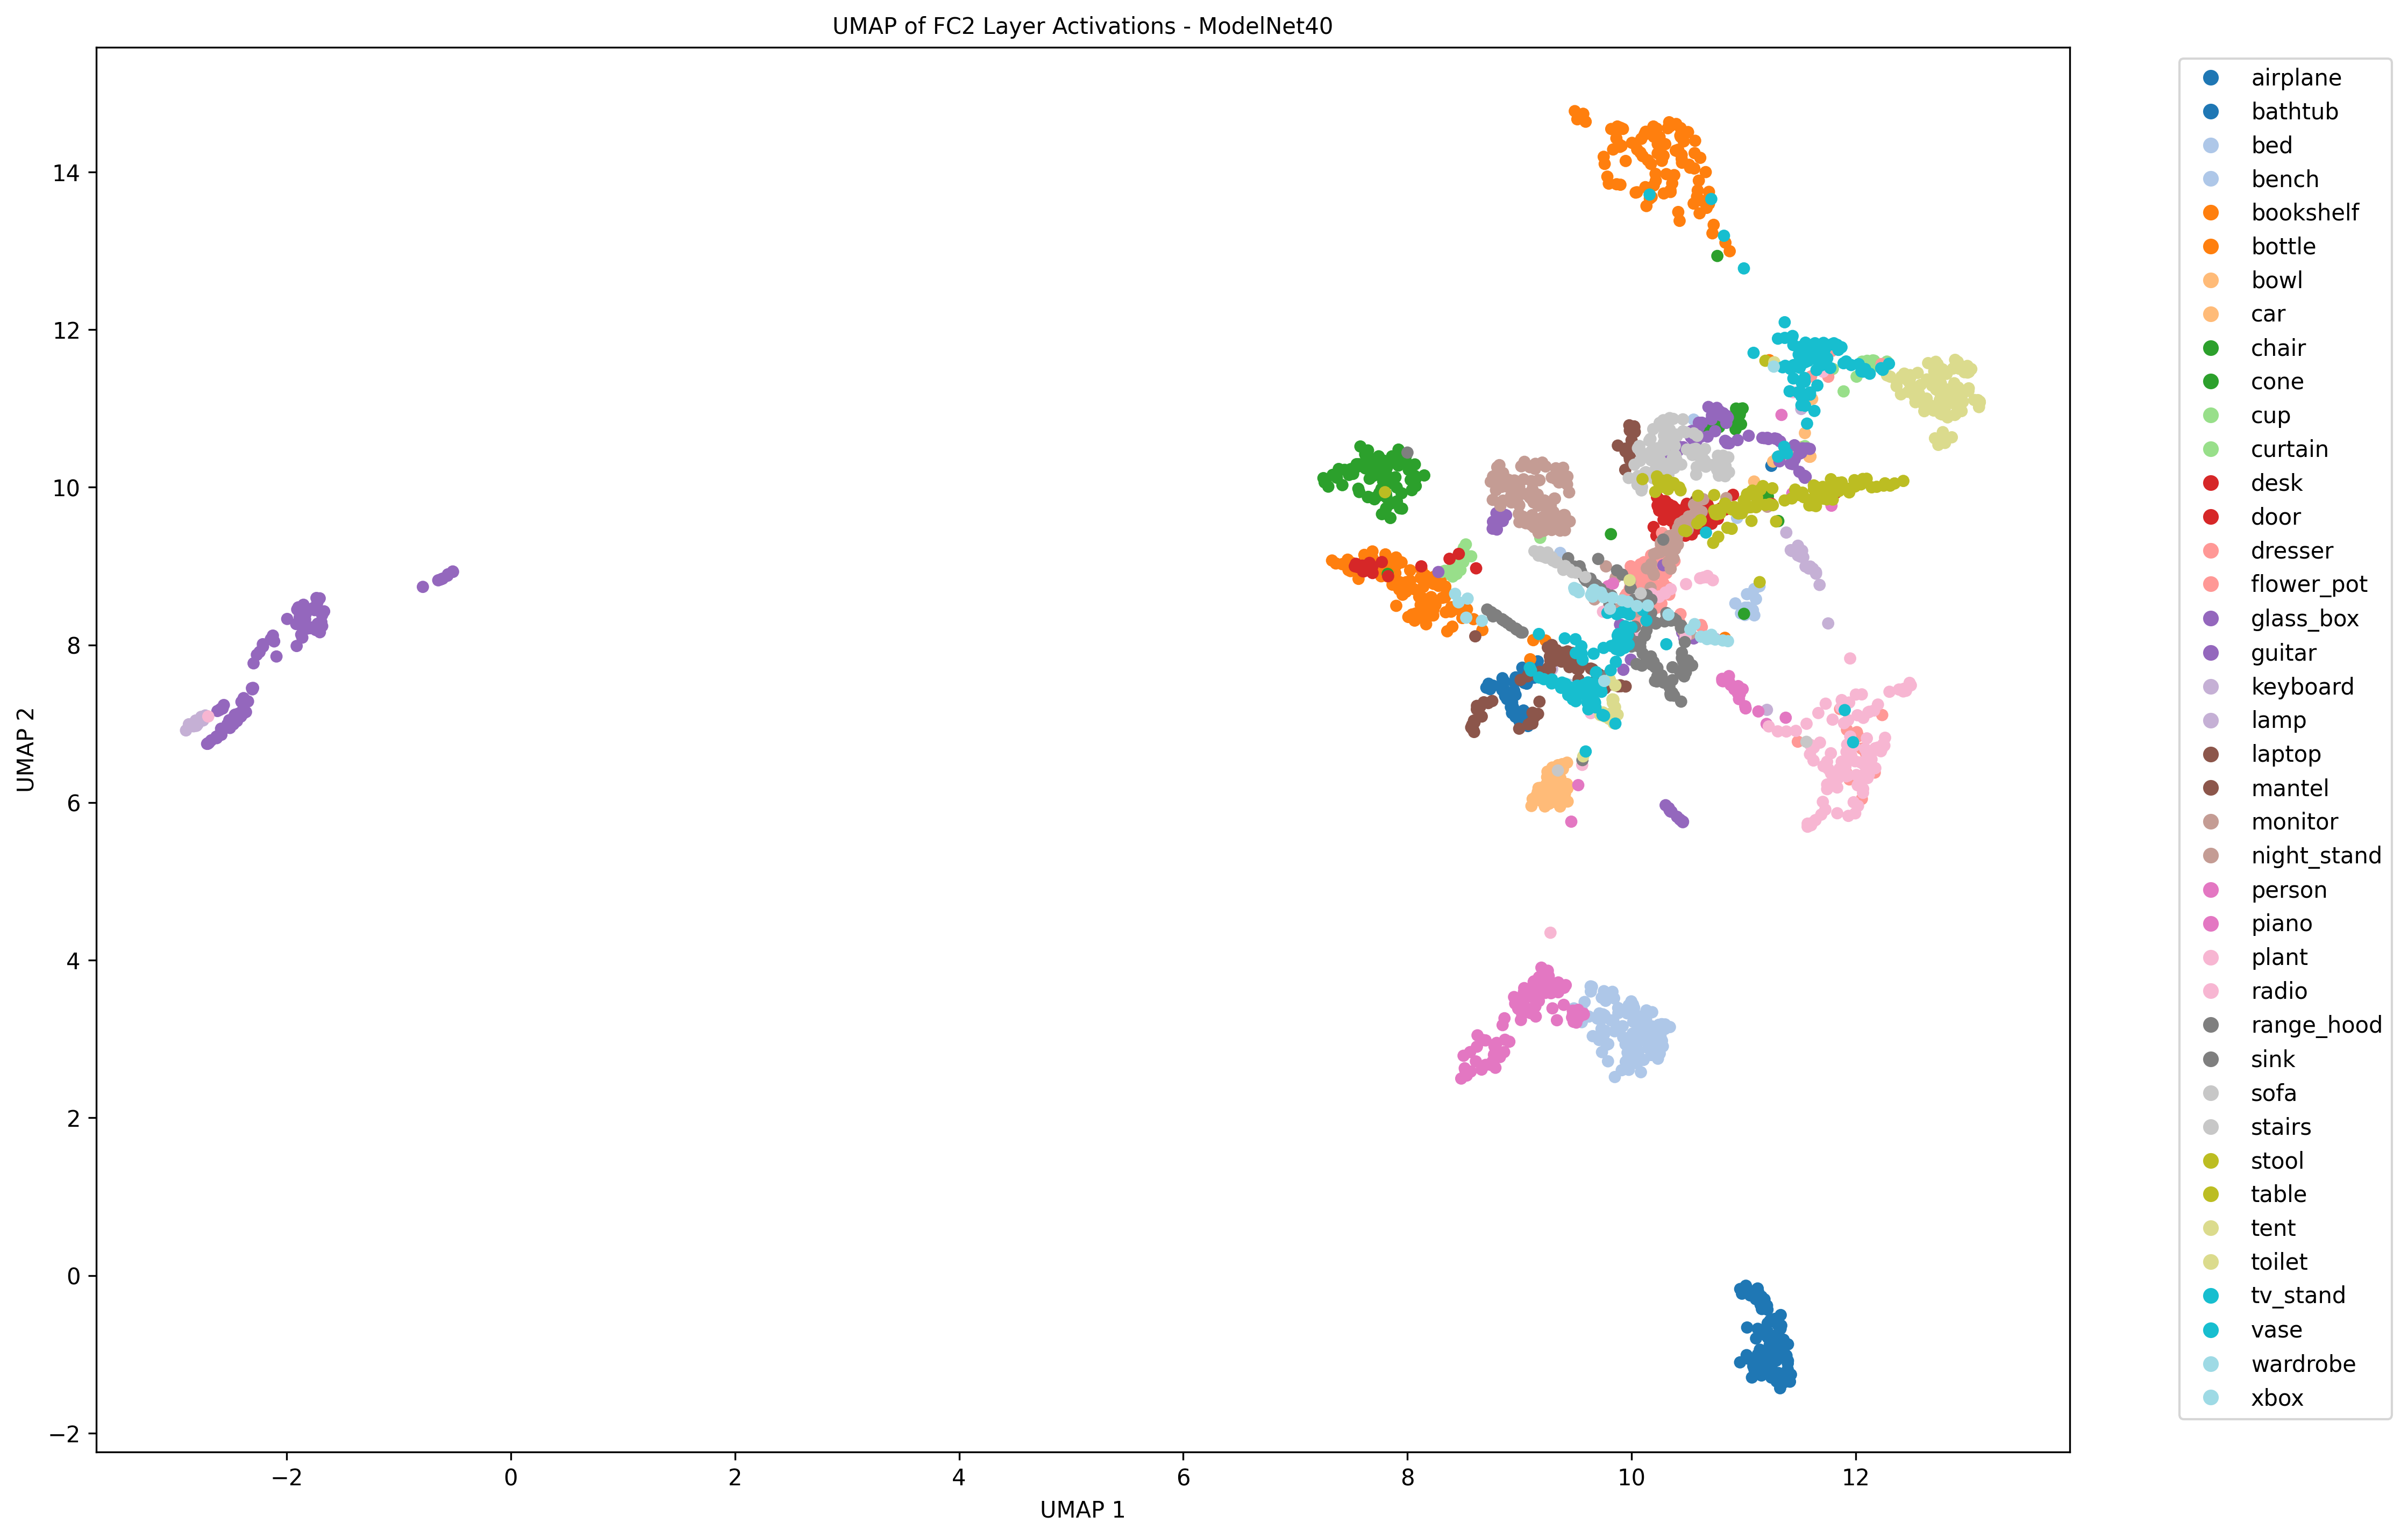 UMAP of FC2 Layer Activations - ModelNet40
14
12
10
8
6
4
2
0
−2
UMAP 2
−2
0
2
4
6
8
10
12
UMAP 1
airplane
bathtub
bed
bench
bookshelf
bottle
bowl
car
chair
cone
cup
curtain
desk
door
dresser
flower_pot
glass_box
guitar
keyboard
lamp
laptop
mantel
monitor
night_stand
person
piano
plant
radio
range_hood
sink
sofa
stairs
stool
table
tent
toilet
tv_stand
vase
wardrobe
xbox